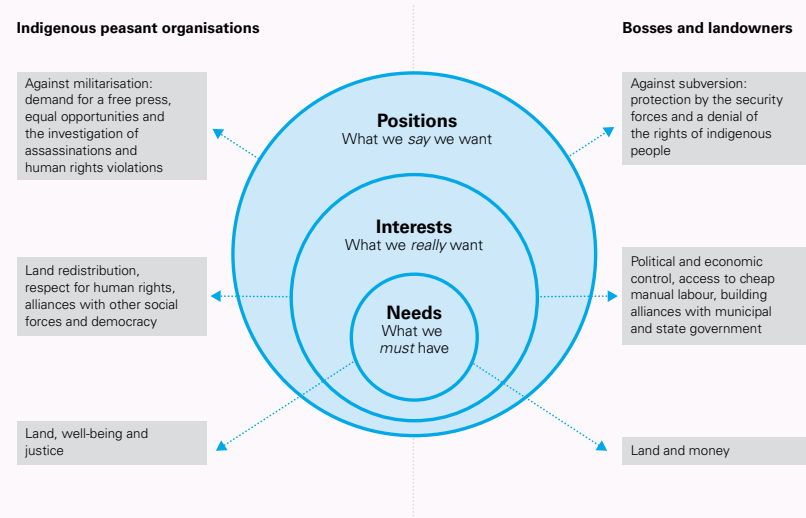 Indigenous peasant organisations
Bosses and landowners
Against militarisation:
demand for a free press,
equal opportunities and
the investigation of
assassinations and
human rights violations
Positions
What we say we want
Against subversion:
protection by the security
forces and a denial of
the rights of indigenous
people
Land redistribution,
respect for human rights,
alliances with other social
forces and democracy
Interests
What we really want
Political and economic
control, access to cheap
manual labour, building
alliances with municipal
and state government
Needs
What we
must have
Land, well-being and
justice
Land and money